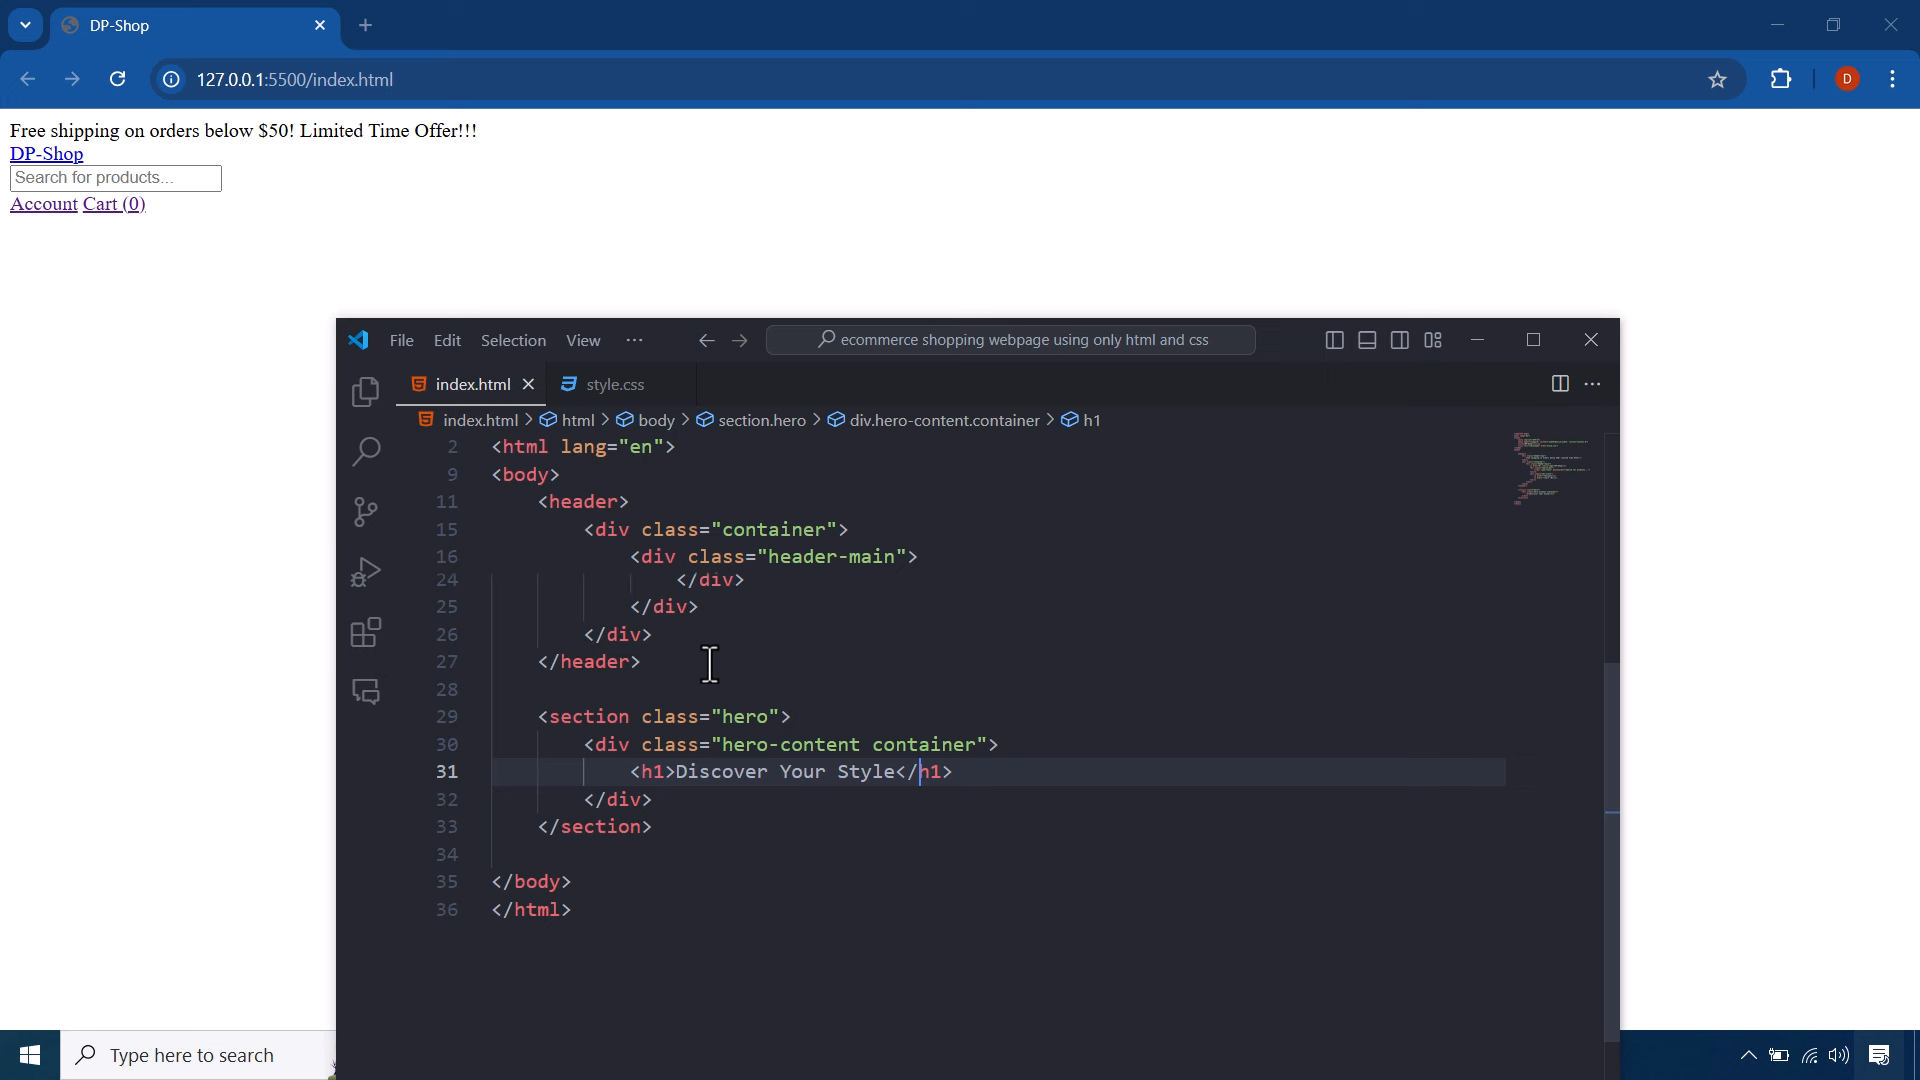 DP-Shop
127.0.0.1:5500/index.html
D
Free shipping on orders below $50! Limited Time Offer!!!
DP-Shop
Search for products...
Account Cart (0)
File Edit Selection View ··· ecommerce shopping webpage using only html and css
index.html style.css
index.html > html > body > section.hero > div.hero-content.container > h1
2 <html lang="en">
9 <body>
11 <header>
15 <div class="container">
16 <div class="header-main">
24 </div>
25 </div>
26 </div>
27 </header>
28
29 <section class="hero">
30 <div class="hero-content container">
31 <h1>Discover Your Style</h1>
32 </div>
33 </section>
34
35 </body>
36 </html>
Type here to search